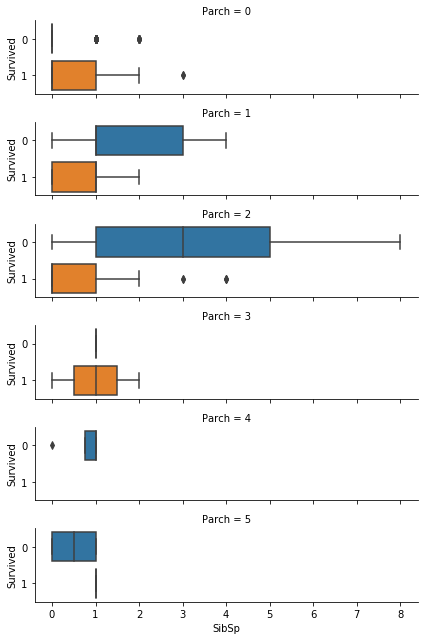 Parch = 0
Survived
0
1
Parch = 1
Survived
0
1
Parch = 2
Survived
0
1
Parch = 3
Survived
0
1
Parch = 4
Survived
0
1
Parch = 5
Survived
0
1
0 1 2 3 4 5 6 7 8
SibSp